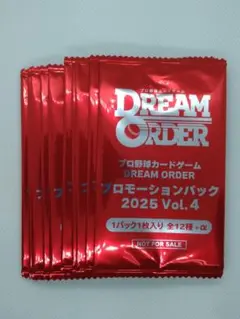 プロ野球カードゲーム
DREAM
ORDER
プロ野球カードゲーム
DREAM ORDER
プロモーションパック
2025 Vol.4
1パック1枚入り 全12種+α
NOT FOR SALE